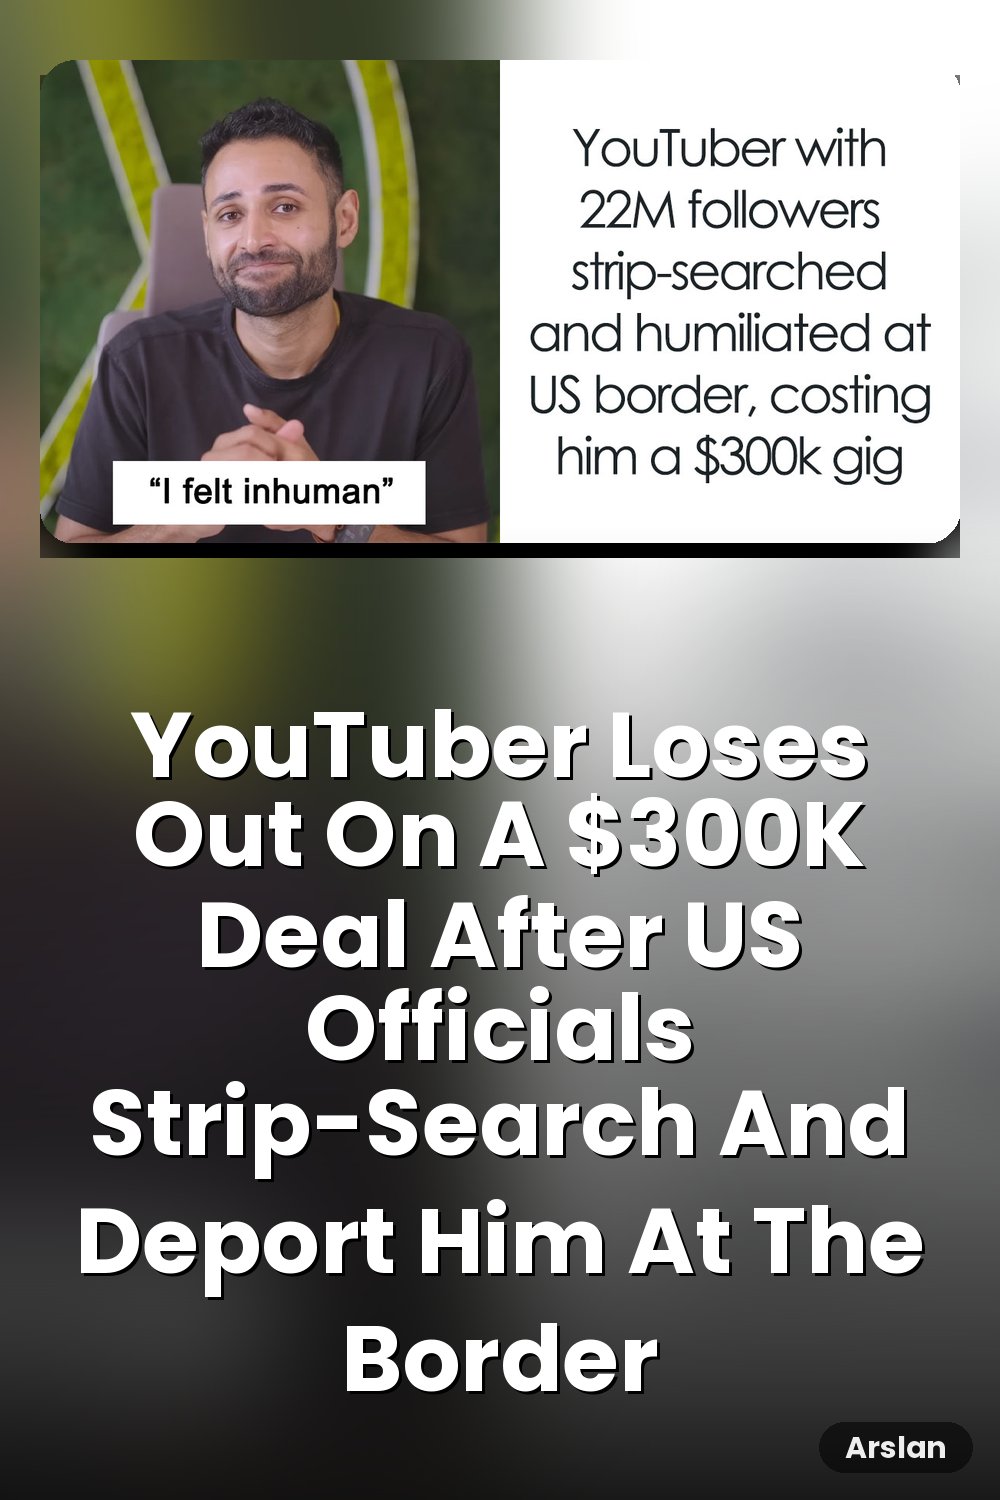 YouTuber with
22M followers
strip-searched
and humiliated at
US border, costing
him a $300k gig
“I felt inhuman”
YouTuber Loses
Out On A $300K
Deal After US
Officials
Strip-Search And
Deport Him At The
Border
Arslan